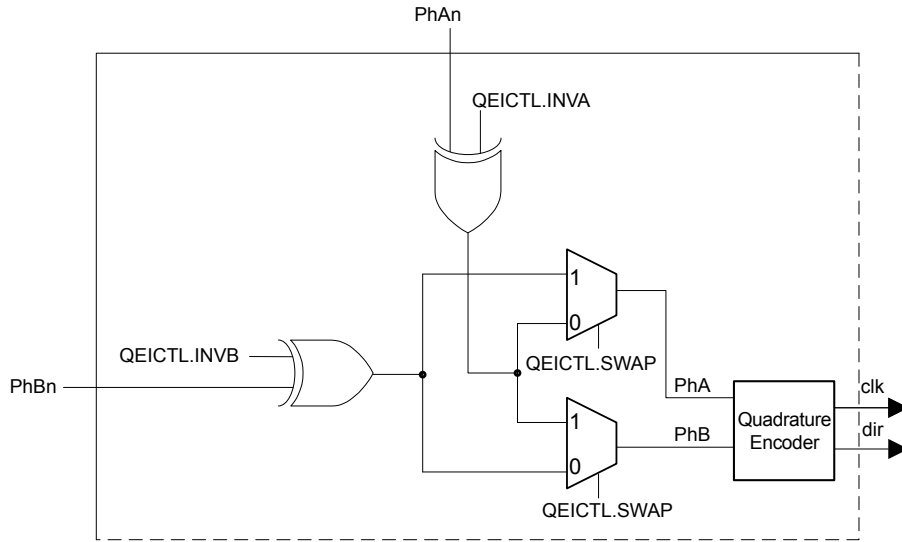 PhAn
QEICTL.INVA
1
0
QEICTL.INVB
QEICTL.SWAP
PhBn
PhA
clk
Quadrature
Encoder
dir
1
PhB
0
QEICTL.SWAP